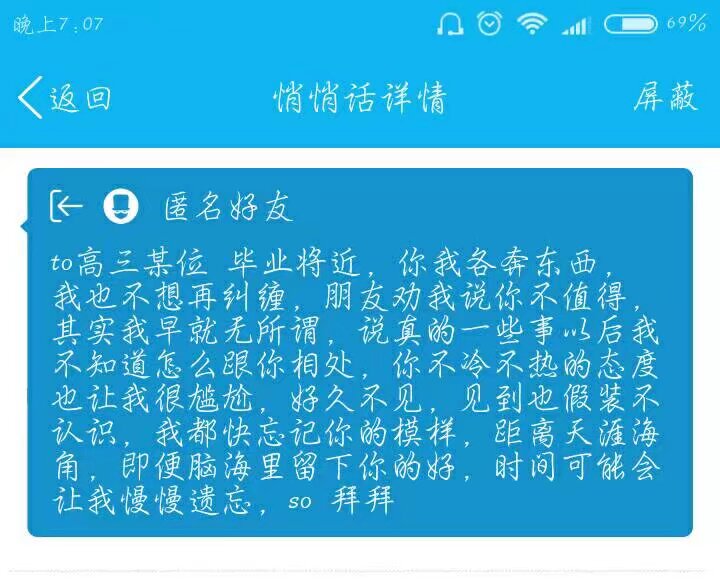 晚上7:07
69%
返回
悄悄话详情
屏蔽
匿名好友
to高三某位 毕业将近，你我各奔东西，
我也不想再纠缠，朋友劝我说你不值得，
其实我早就无所谓，说真的一些事以后我
不知道怎么跟你相处，你不冷不热的态度
也让我很尴尬，好久不见，见到也假装不
认识，我都快忘记你的模样，距离天涯海
角，即便脑海里留下你的好，时间可能会
让我慢慢遗忘，so 拜拜